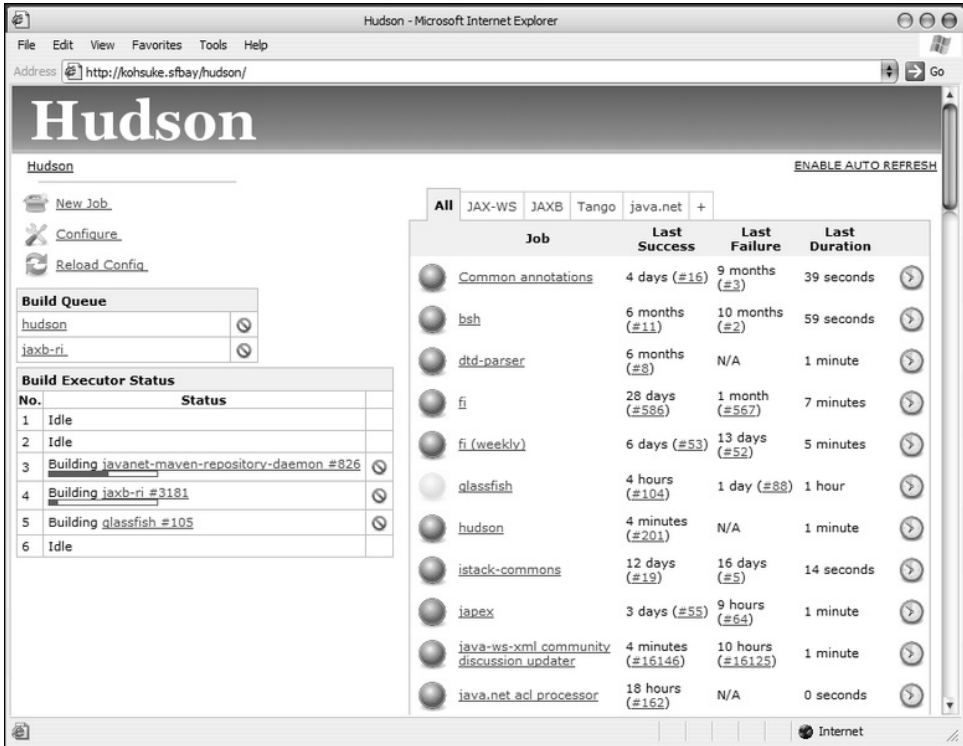 Hudson - Microsoft Internet Explorer
File Edit View Favorites Tools Help
Address http://kohsuke.sfbay/hudson/ Go
Hudson
Hudson
ENABLE AUTO REFRESH
New Job
Configure
Reload Config
Build Queue
hudson
jaxb-ri
Build Executor Status
No. Status
1 Idle
2 Idle
3 Building javanet-maven-repository-daemon #826
4 Building jaxb-ri #3181
5 Building glassfish #105
6 Idle
All JAX-WS JAXB Tango java.net +
Job Last Success Last Failure Last Duration
Common annotations 4 days (#16) 9 months (#3) 39 seconds
bsh 6 months (#11) 10 months (#2) 59 seconds
dtd-parser 6 months (#8) N/A 1 minute
fi 28 days (#586) 1 month (#567) 7 minutes
fi (weekly) 6 days (#53) 13 days (#52) 5 minutes
glassfish 4 hours (#104) 1 day (#88) 1 hour
hudson 4 minutes (#201) N/A 1 minute
istack-commons 12 days (#19) 16 days (#5) 14 seconds
japex 3 days (#55) 9 hours (#64) 1 minute
java-ws-xml community discussion updater 4 minutes (#16146) 10 hours (#16125) 1 minute
java.net acl processor 18 hours (#162) N/A 0 seconds
Internet